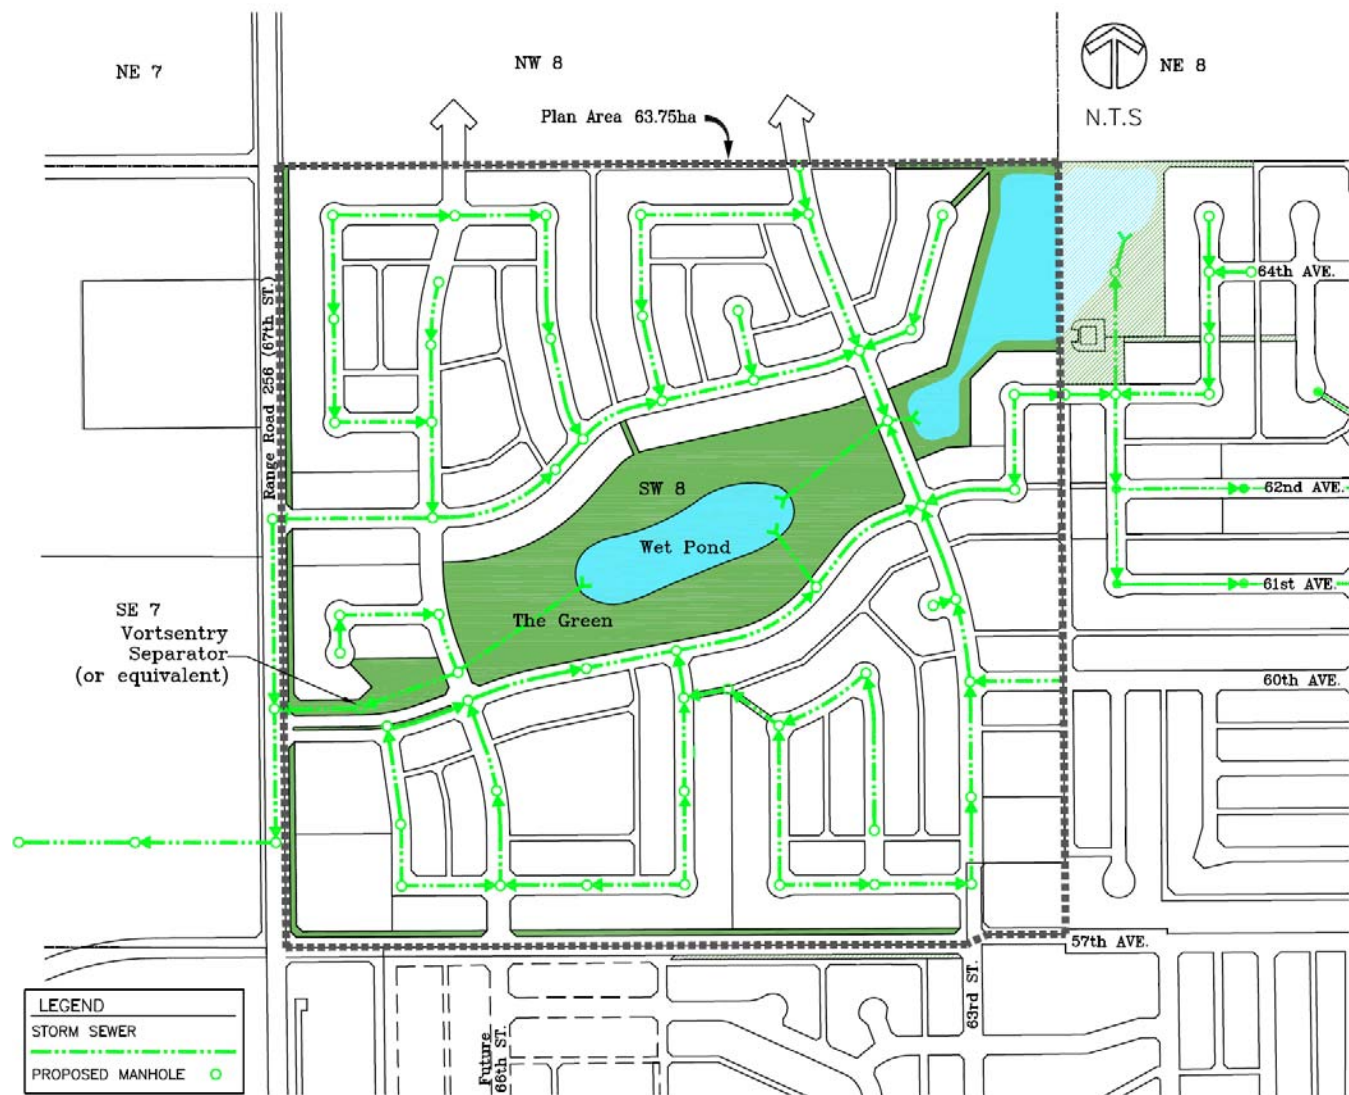 NE 7
NW 8
NE 8
N.T.S
Plan Area 63.75ha
Range Road 256 (67th ST.)
64th AVE.
SW 8
62nd AVE.
Wet Pond
61st AVE.
SE 7
The Green
Vortsentry
Separator
(or equivalent)
60th AVE.
57th AVE.
63rd ST.
Future
66th ST.
LEGEND
STORM SEWER
PROPOSED MANHOLE